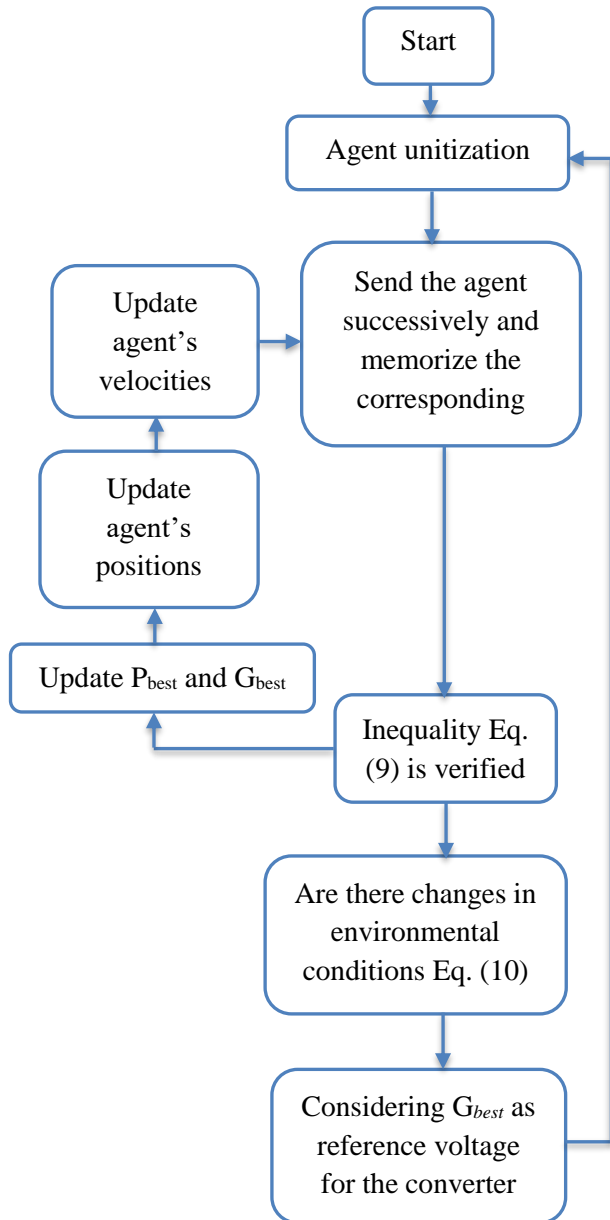 Start
Agent unitization
Send the agent
successively and
memorize the
corresponding
Update
agent’s
velocities
Update
agent’s
positions
Update Pbest and Gbest
Inequality Eq.
(9) is verified
Are there changes in
environmental
conditions Eq. (10)
Considering Gbest as
reference voltage
for the converter